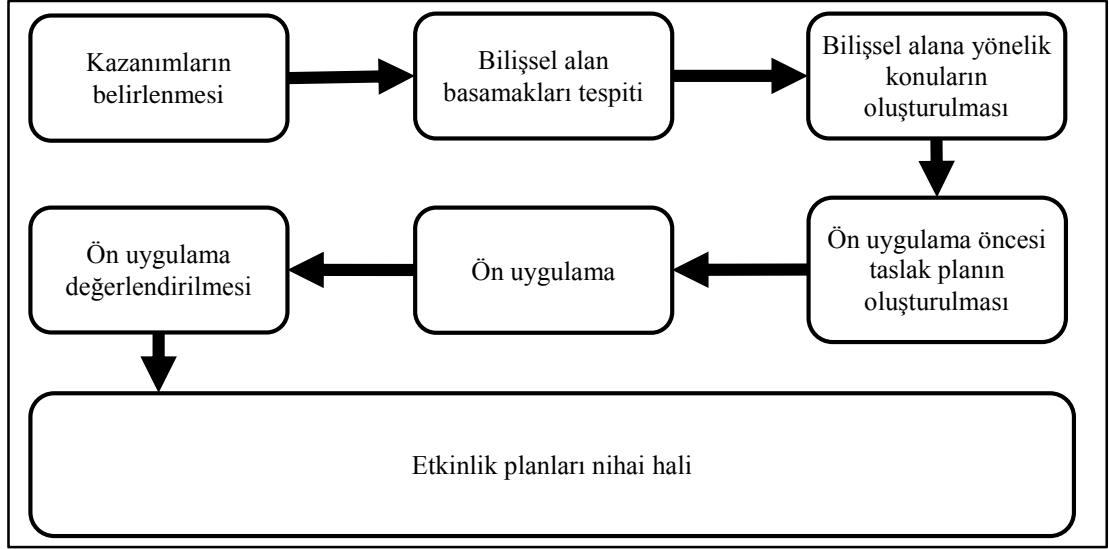 Kazanımların
belirlenmesi
Bilişsel alan
basamakları tespiti
Bilişsel alana yönelik
konuların
oluşturulması
Ön uygulama öncesi
taslak planın
oluşturulması
Ön uygulama
Ön uygulama
değerlendirilmesi
Etkinlik planları nihai hali